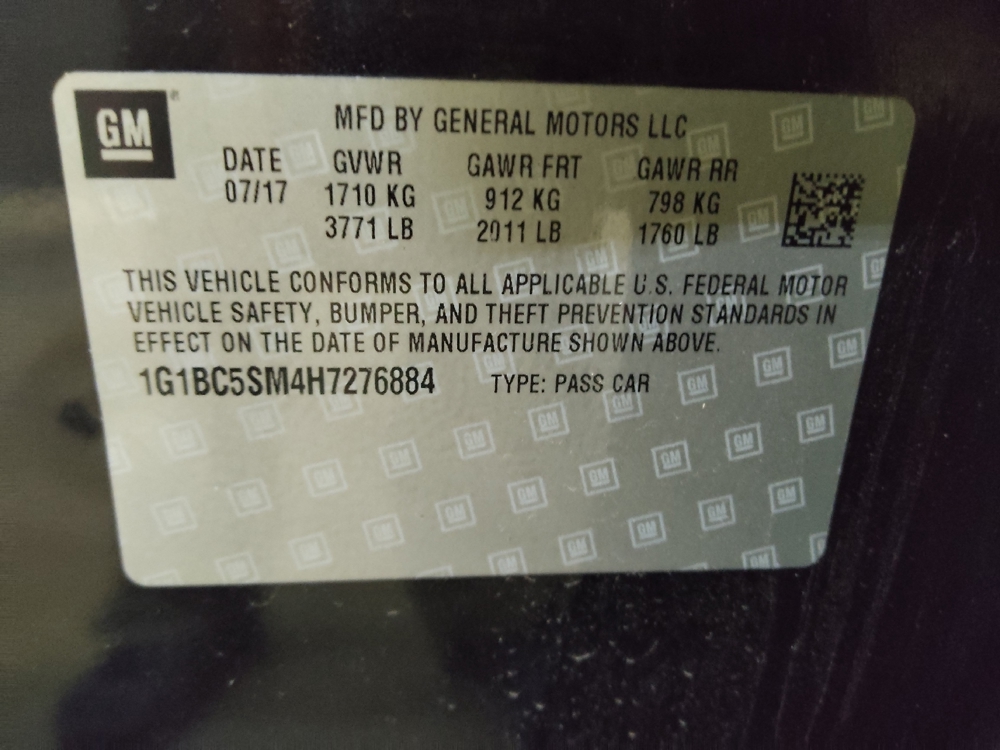 GM
MFD BY GENERAL MOTORS LLC
DATE GVWR GAWR FRT GAWR RR
07/17 1710 KG 912 KG 798 KG
3771 LB 2011 LB 1760 LB
THIS VEHICLE CONFORMS TO ALL APPLICABLE U.S. FEDERAL MOTOR
VEHICLE SAFETY, BUMPER, AND THEFT PREVENTION STANDARDS IN
EFFECT ON THE DATE OF MANUFACTURE SHOWN ABOVE.
1G1BC5SM4H7276884 TYPE: PASS CAR